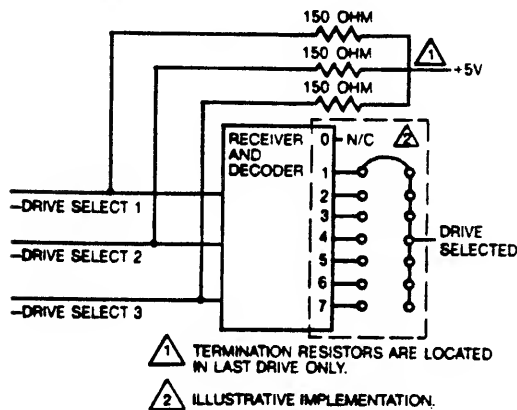 150 OHM
150 OHM
1
+5V
150 OHM
RECEIVER
AND
DECODER
0
N/C
2
1
2
3
4
5
6
7
–DRIVE SELECT 1
–DRIVE SELECT 2
–DRIVE SELECT 3
DRIVE
SELECTED
1 TERMINATION RESISTORS ARE LOCATED
IN LAST DRIVE ONLY.
2 ILLUSTRATIVE IMPLEMENTATION.